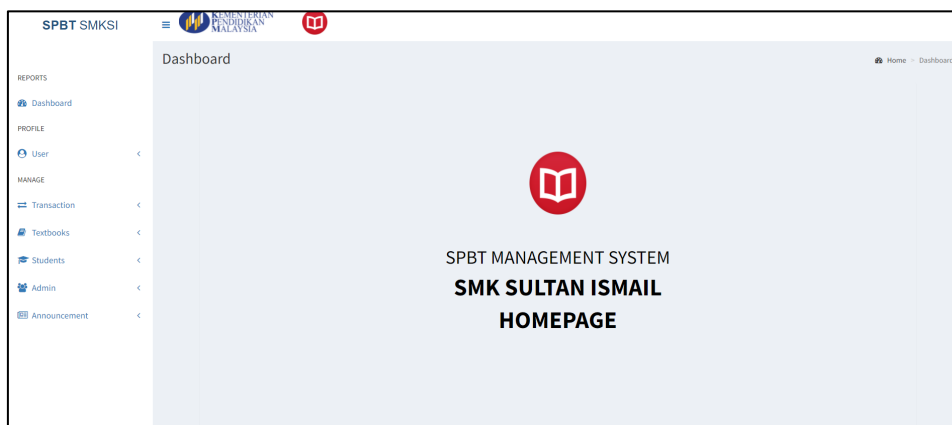 SPBT SMKSI
KEMENTERIAN
PENDIDIKAN
MALAYSIA
Dashboard
Home > Dashboard
REPORTS
Dashboard
PROFILE
User
MANAGE
Transaction
Textbooks
Students
Admin
Announcement
SPBT MANAGEMENT SYSTEM
SMK SULTAN ISMAIL
HOMEPAGE